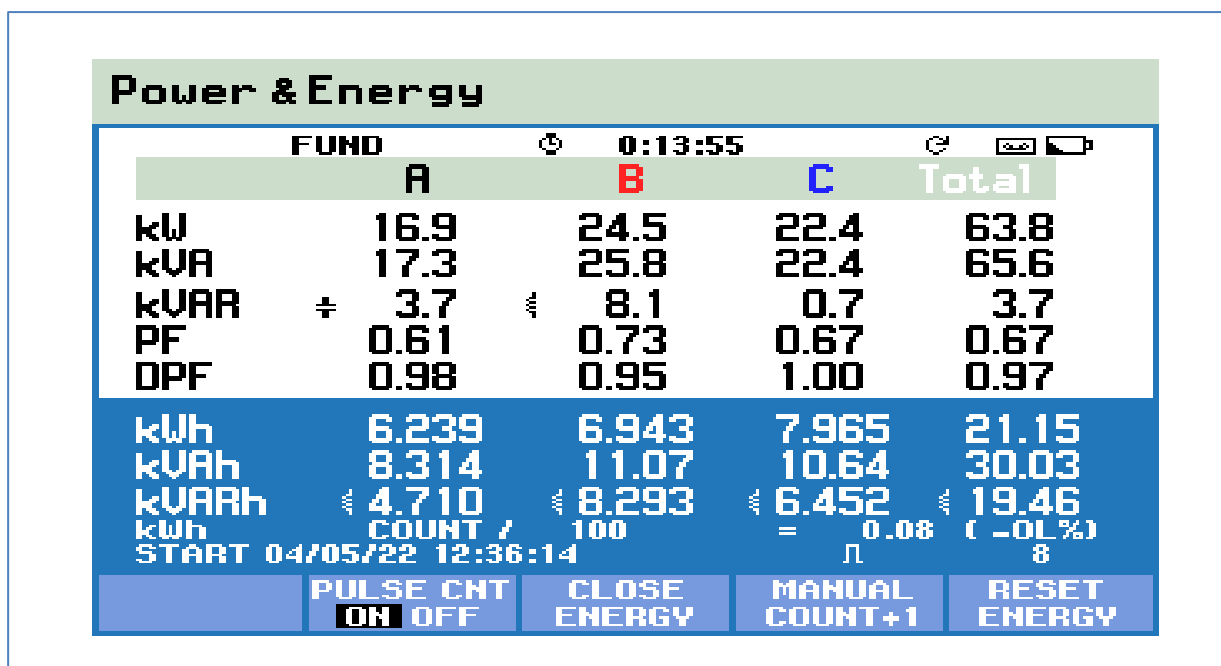 Power & Energy
FUND 0:13:55
A B C Total
kW 16.9 24.5 22.4 63.8
kVA 17.3 25.8 22.4 65.6
kVAR 3.7 8.1 0.7 3.7
PF 0.61 0.73 0.67 0.67
DPF 0.98 0.95 1.00 0.97
kWh 6.239 6.943 7.965 21.15
kVAh 8.314 11.07 10.64 30.03
kVARh 4.710 8.293 6.452 19.46
kWh COUNT / 100 = 0.08 ( -OL%)
START 04/05/22 12:36:14 8
PULSE CNT CLOSE MANUAL RESET
ON OFF ENERGY COUNT+1 ENERGY